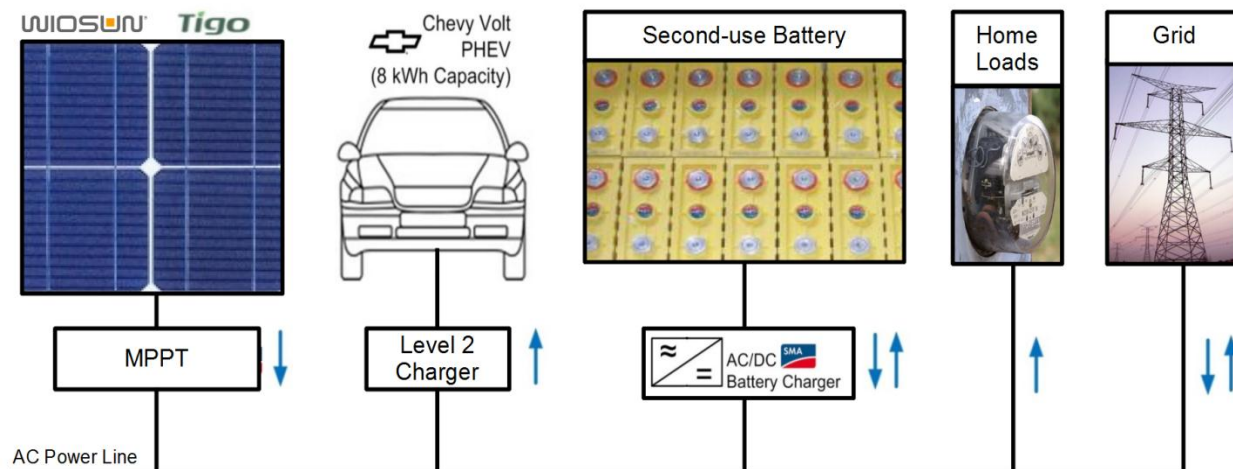 WIOSUN Tigo
Chevy Volt
PHEV
(8 kWh Capacity)
Second-use Battery
Home
Loads
Grid
MPPT
Level 2
Charger
AC/DC SMA
Battery Charger
AC Power Line